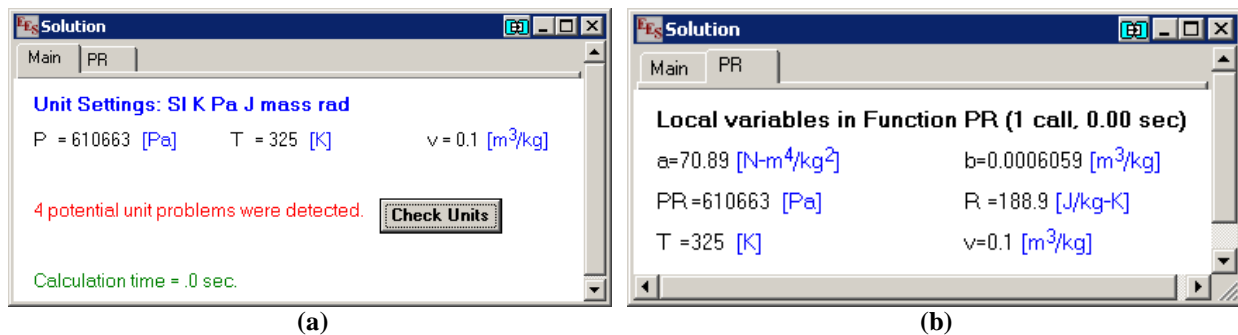 EES Solution
Main PR
Unit Settings: SI K Pa J mass rad
P = 610663 [Pa] T = 325 [K] v = 0.1 [m³/kg]
4 potential unit problems were detected. Check Units
Calculation time = .0 sec.
(a)
EES Solution
Main PR
Local variables in Function PR (1 call, 0.00 sec)
a=70.89 [N-m⁴/kg²] b=0.0006059 [m³/kg]
PR =610663 [Pa] R =188.9 [J/kg-K]
T =325 [K] v=0.1 [m³/kg]
(b)